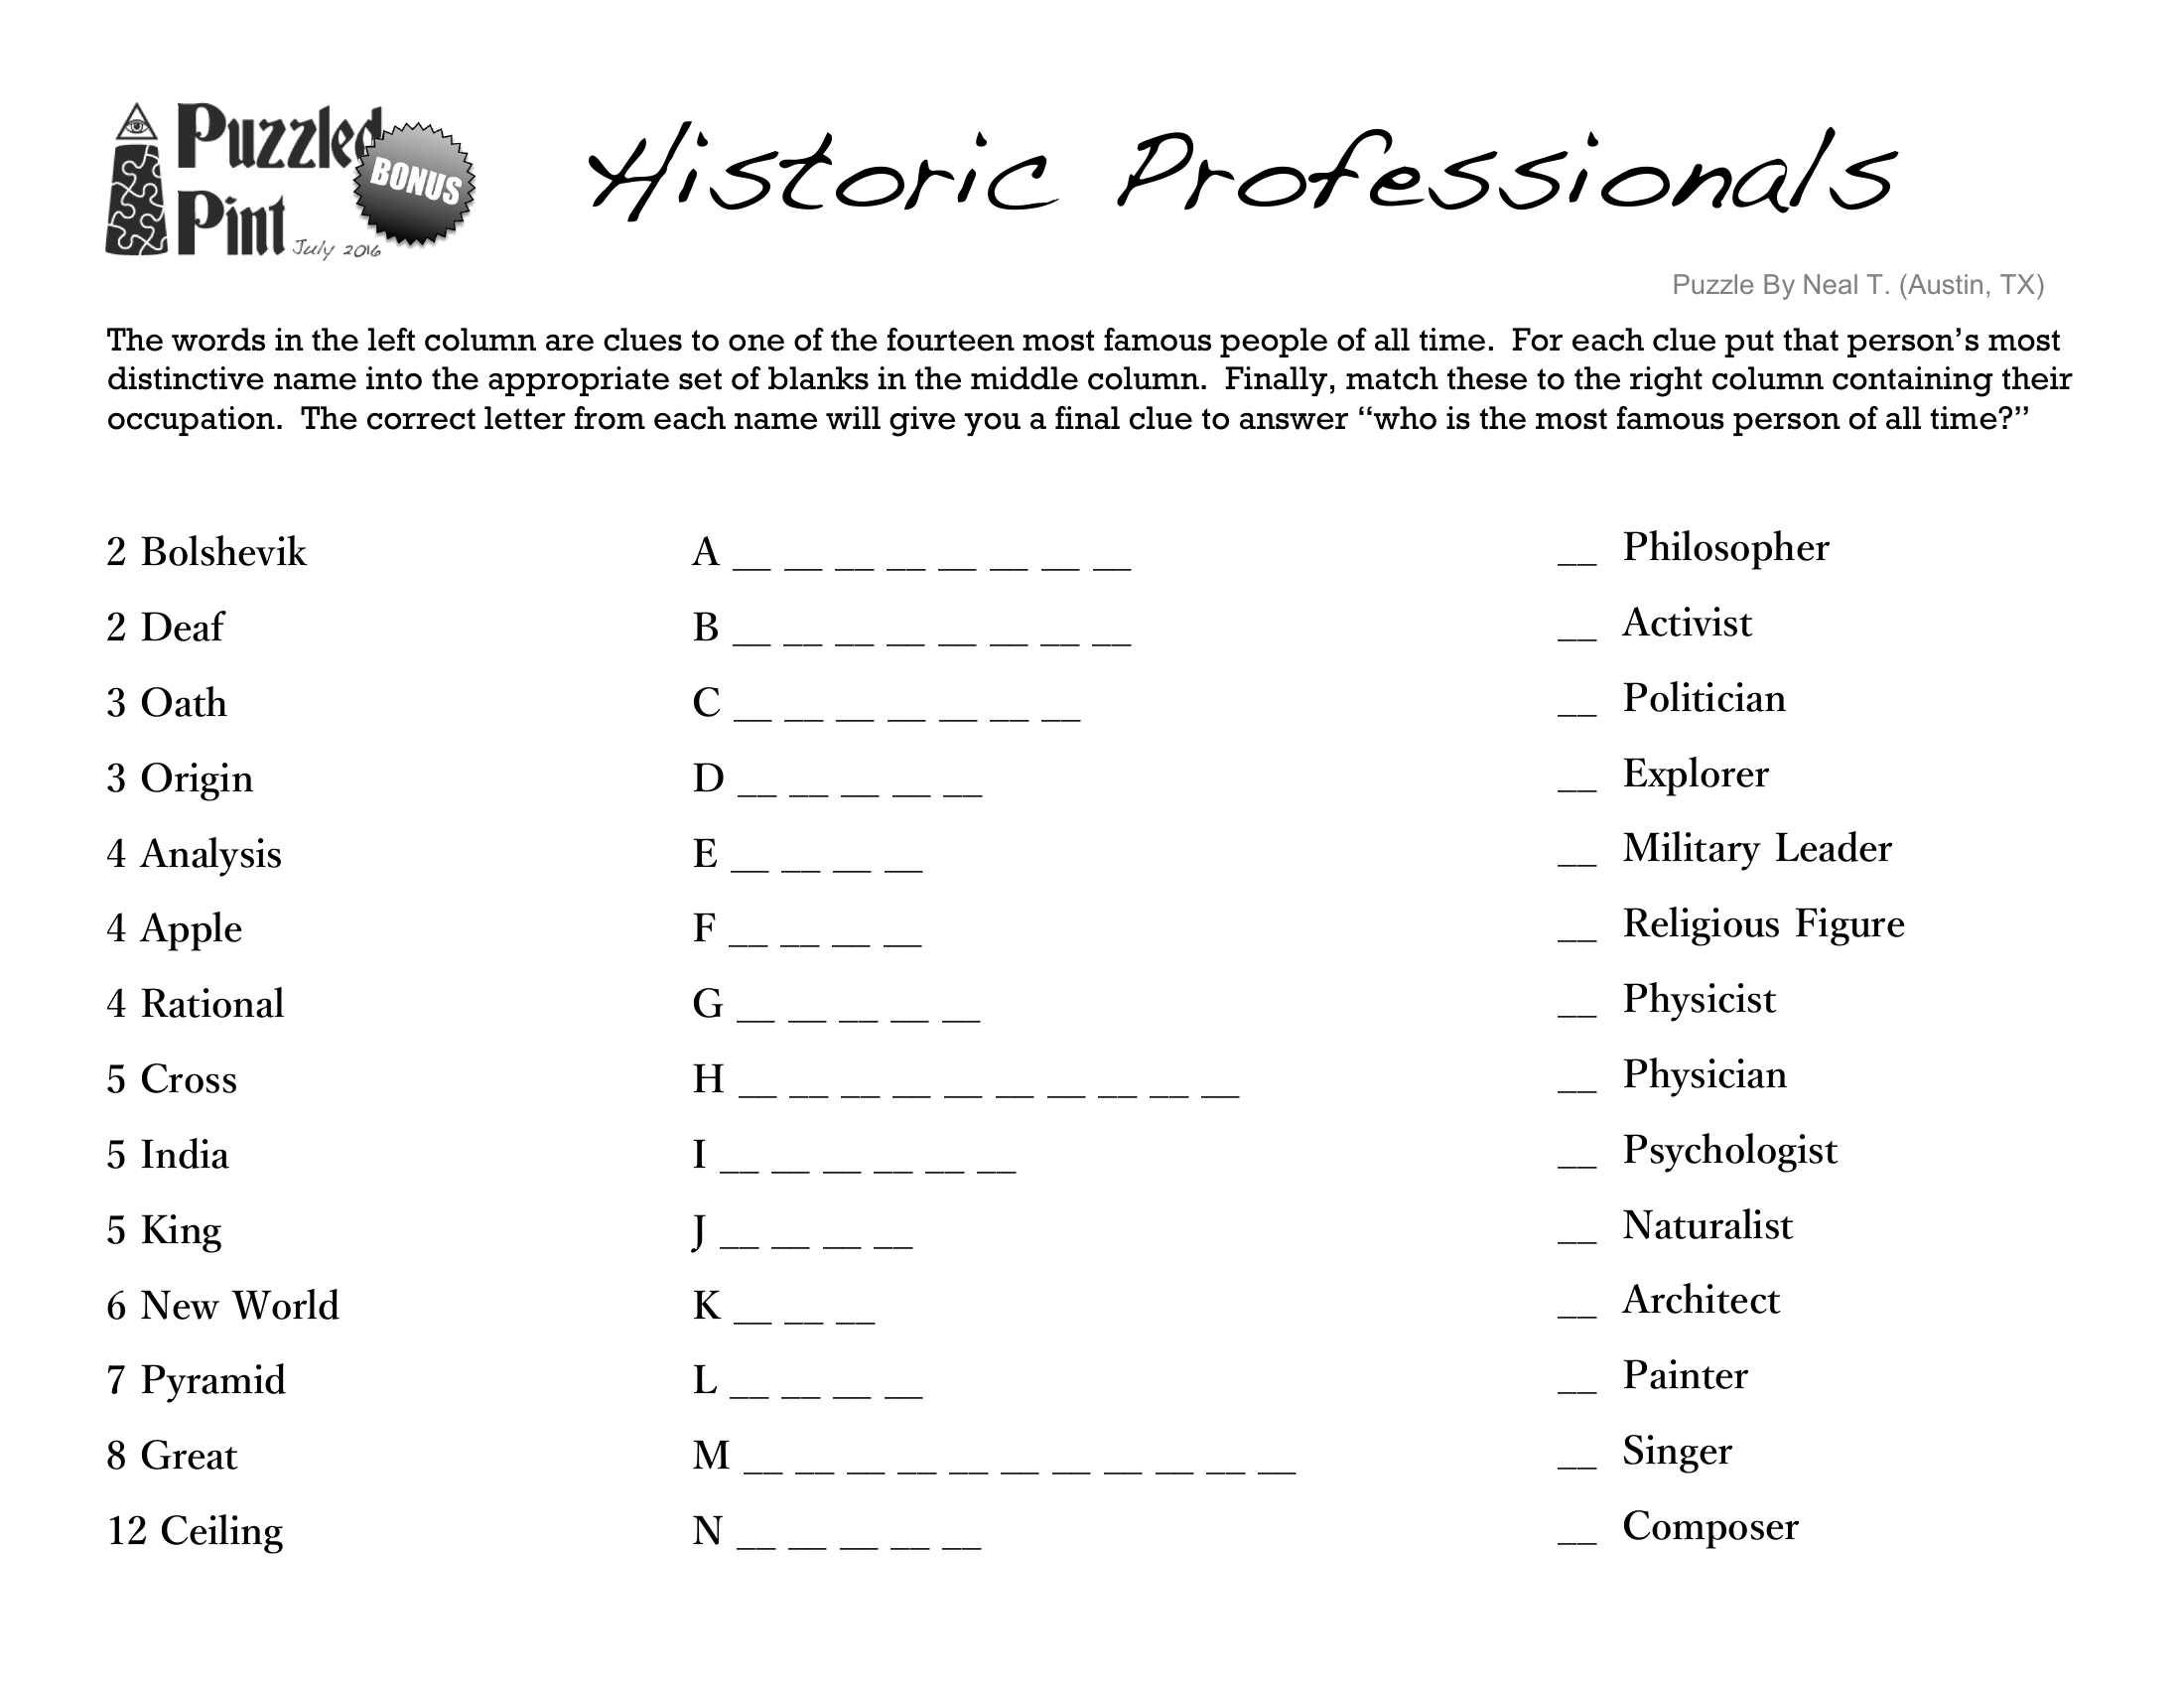 Puzzled
Pint
BONUS
July 2016
Historic Professionals
Puzzle By Neal T. (Austin, TX)
The words in the left column are clues to one of the fourteen most famous people of all time. For each clue put that person’s most
distinctive name into the appropriate set of blanks in the middle column. Finally, match these to the right column containing their
occupation. The correct letter from each name will give you a final clue to answer “who is the most famous person of all time?”
2 Bolshevik A __ __ __ __ __ __ __ __ __ Philosopher
2 Deaf B __ __ __ __ __ __ __ __ __ Activist
3 Oath C __ __ __ __ __ __ __ __ Politician
3 Origin D __ __ __ __ __ __ Explorer
4 Analysis E __ __ __ __ __ Military Leader
4 Apple F __ __ __ __ __ Religious Figure
4 Rational G __ __ __ __ __ __ Physicist
5 Cross H __ __ __ __ __ __ __ __ __ __ __ Physician
5 India I __ __ __ __ __ __ __ Psychologist
5 King J __ __ __ __ __ Naturalist
6 New World K __ __ __ __ Architect
7 Pyramid L __ __ __ __ __ Painter
8 Great M __ __ __ __ __ __ __ __ __ __ __ __ Singer
12 Ceiling N __ __ __ __ __ __ Composer